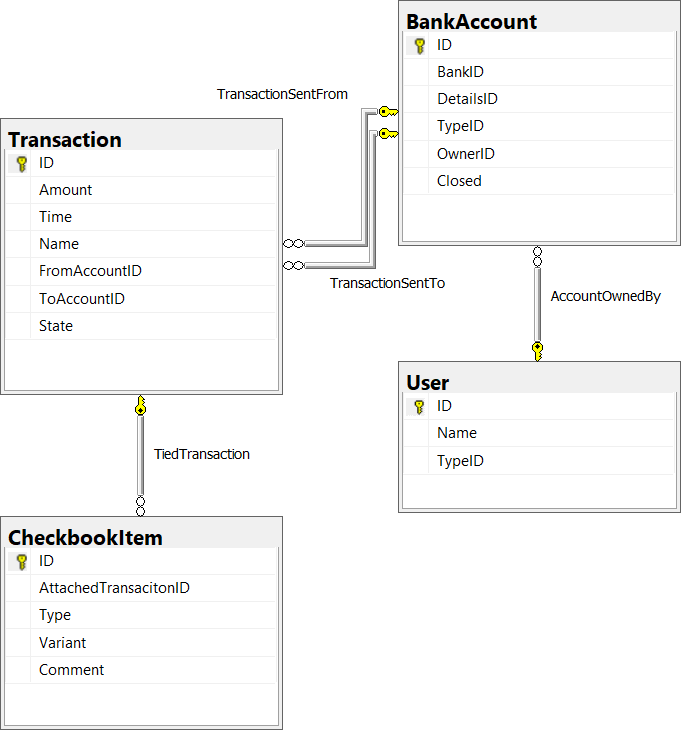 BankAccount
ID
BankID
DetailsID
TypeID
OwnerID
Closed
TransactionSentFrom
Transaction
ID
Amount
Time
Name
FromAccountID
ToAccountID
State
TransactionSentTo
AccountOwnedBy
User
ID
Name
TypeID
TiedTransaction
CheckbookItem
ID
AttachedTransacitonID
Type
Variant
Comment